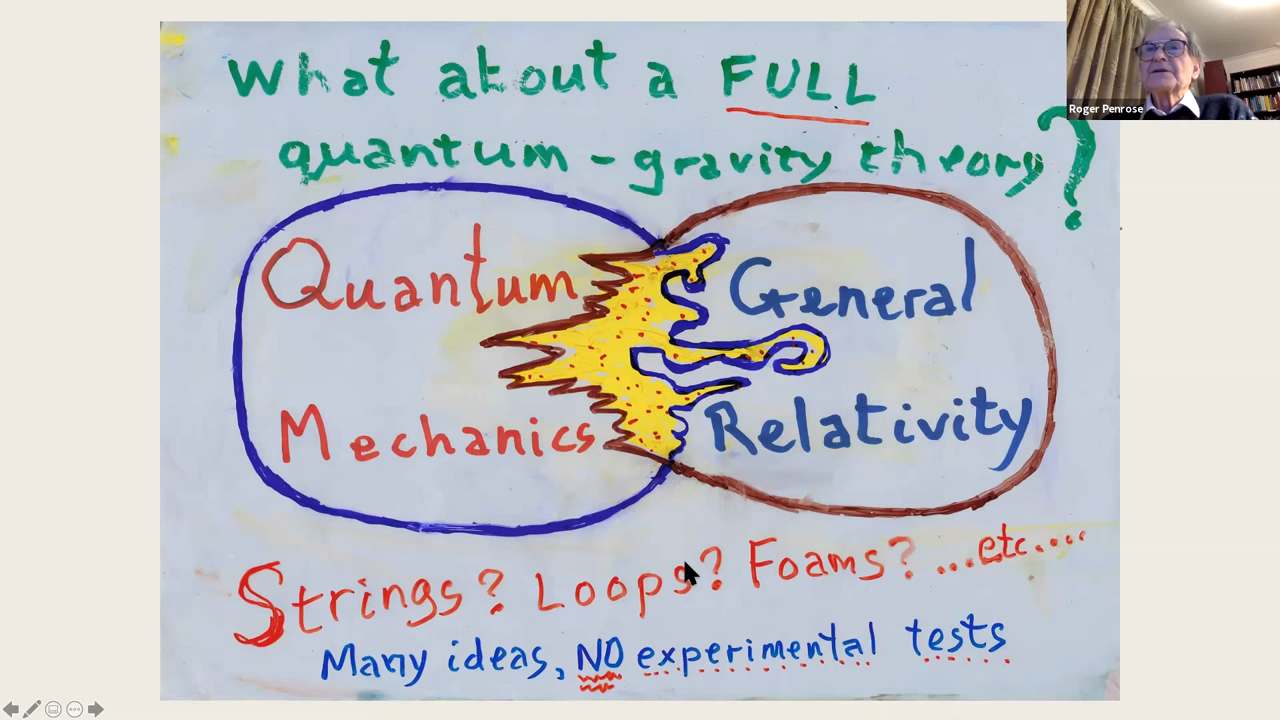 What about a FULL
quantum-gravity theory?
Roger Penrose
Quantum
Mechanics
General
Relativity
Strings? Loops? Foams? ...etc....
Many ideas, NO experimental tests